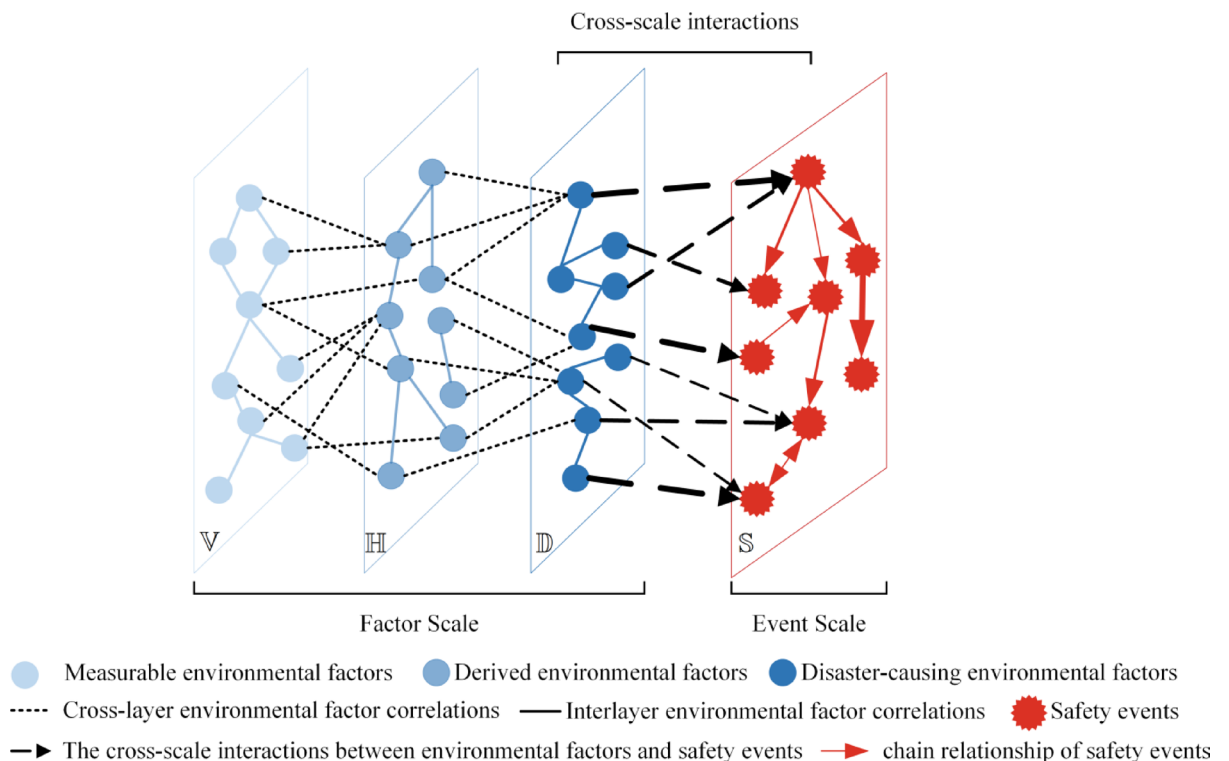 Cross-scale interactions
𝕍 ℍ 𝔻 𝕊
Factor Scale Event Scale
Measurable environmental factors Derived environmental factors Disaster-causing environmental factors
Cross-layer environmental factor correlations Interlayer environmental factor correlations Safety events
The cross-scale interactions between environmental factors and safety events chain relationship of safety events